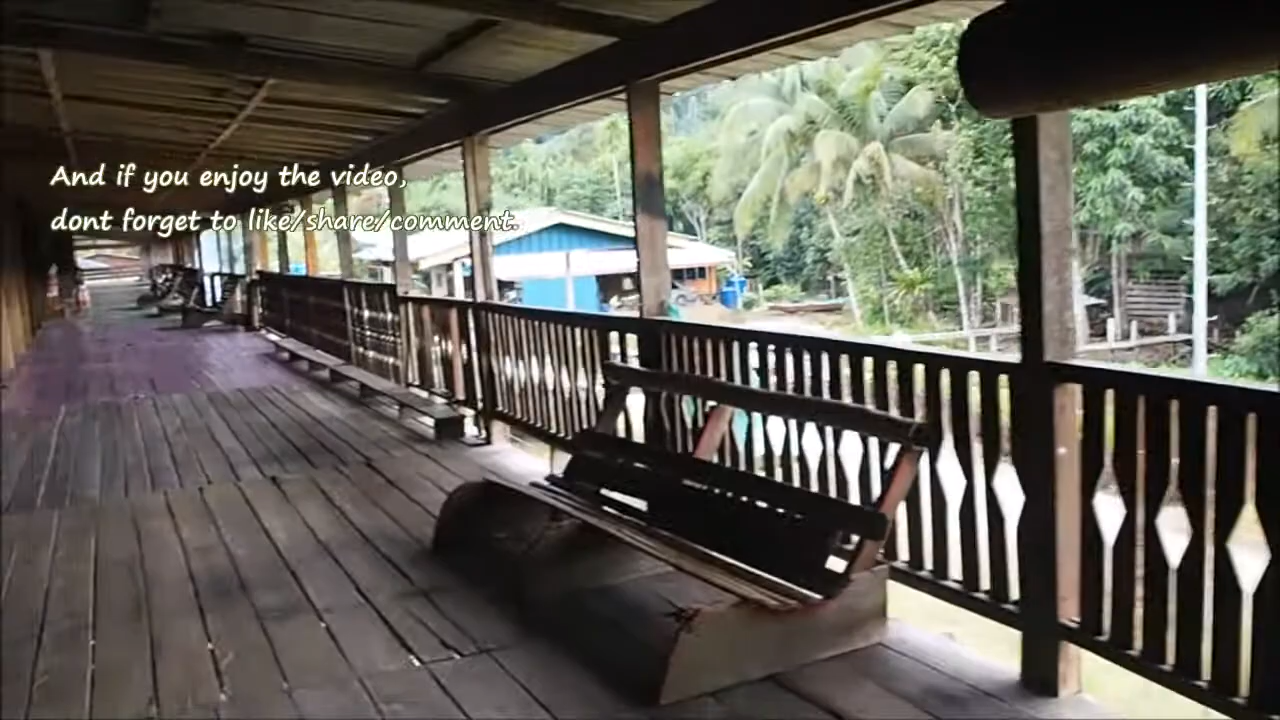 And if you enjoy the video,
dont forget to like/share/comment.